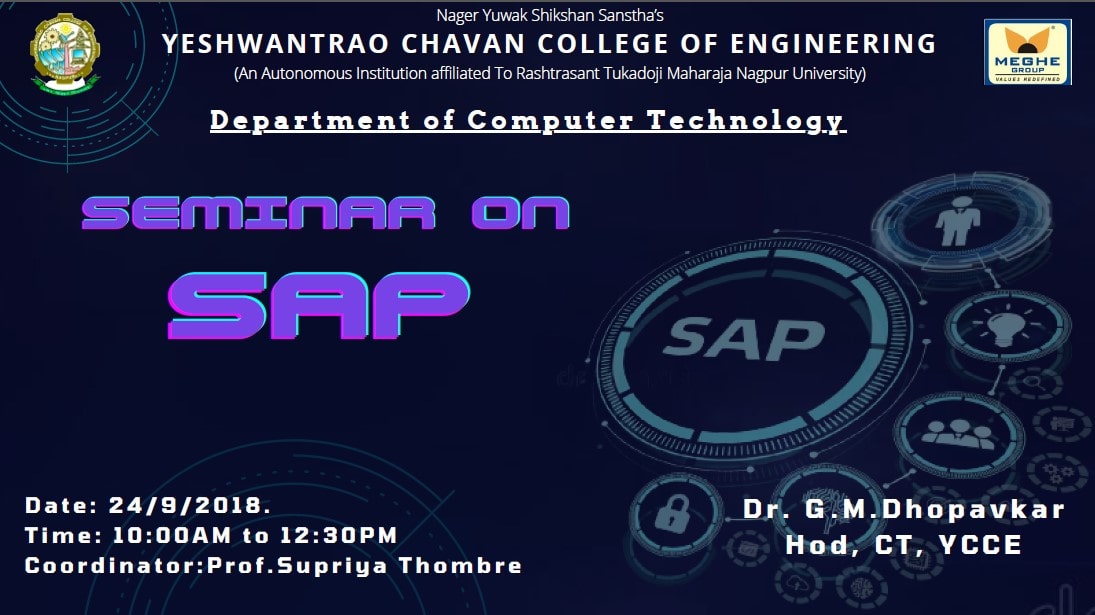 Nager Yuwak Shikshan Sanstha's
YESHWANTRAO CHAVAN COLLEGE OF ENGINEERING
(An Autonomous Institution affiliated To Rashtrasant Tukadoji Maharaja Nagpur University)
MEGHE
GROUP
VALUES REDEFINED
Department of Computer Technology
SEMINAR ON
SAP
SAP
Date: 24/9/2018.
Time: 10:00AM to 12:30PM
Coordinator:Prof.Supriya Thombre
Dr. G.M.Dhopavkar
Hod, CT, YCCE